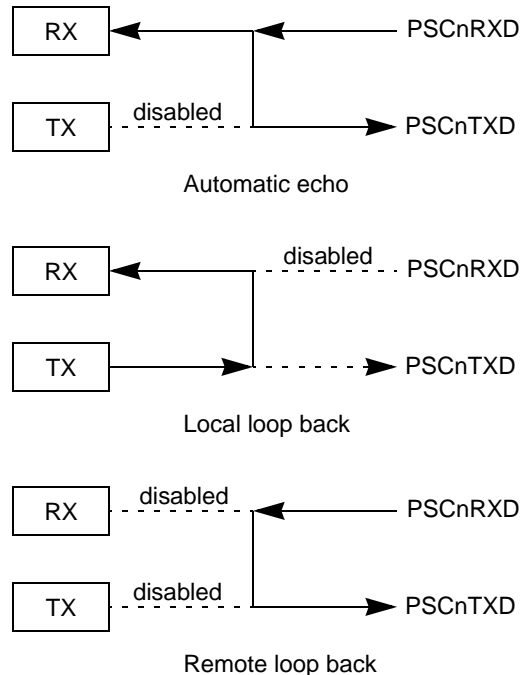 RX
PSCnRXD
disabled
TX
PSCnTXD
Automatic echo
disabled
RX
PSCnRXD
TX
PSCnTXD
Local loop back
disabled
RX
PSCnRXD
disabled
TX
PSCnTXD
Remote loop back